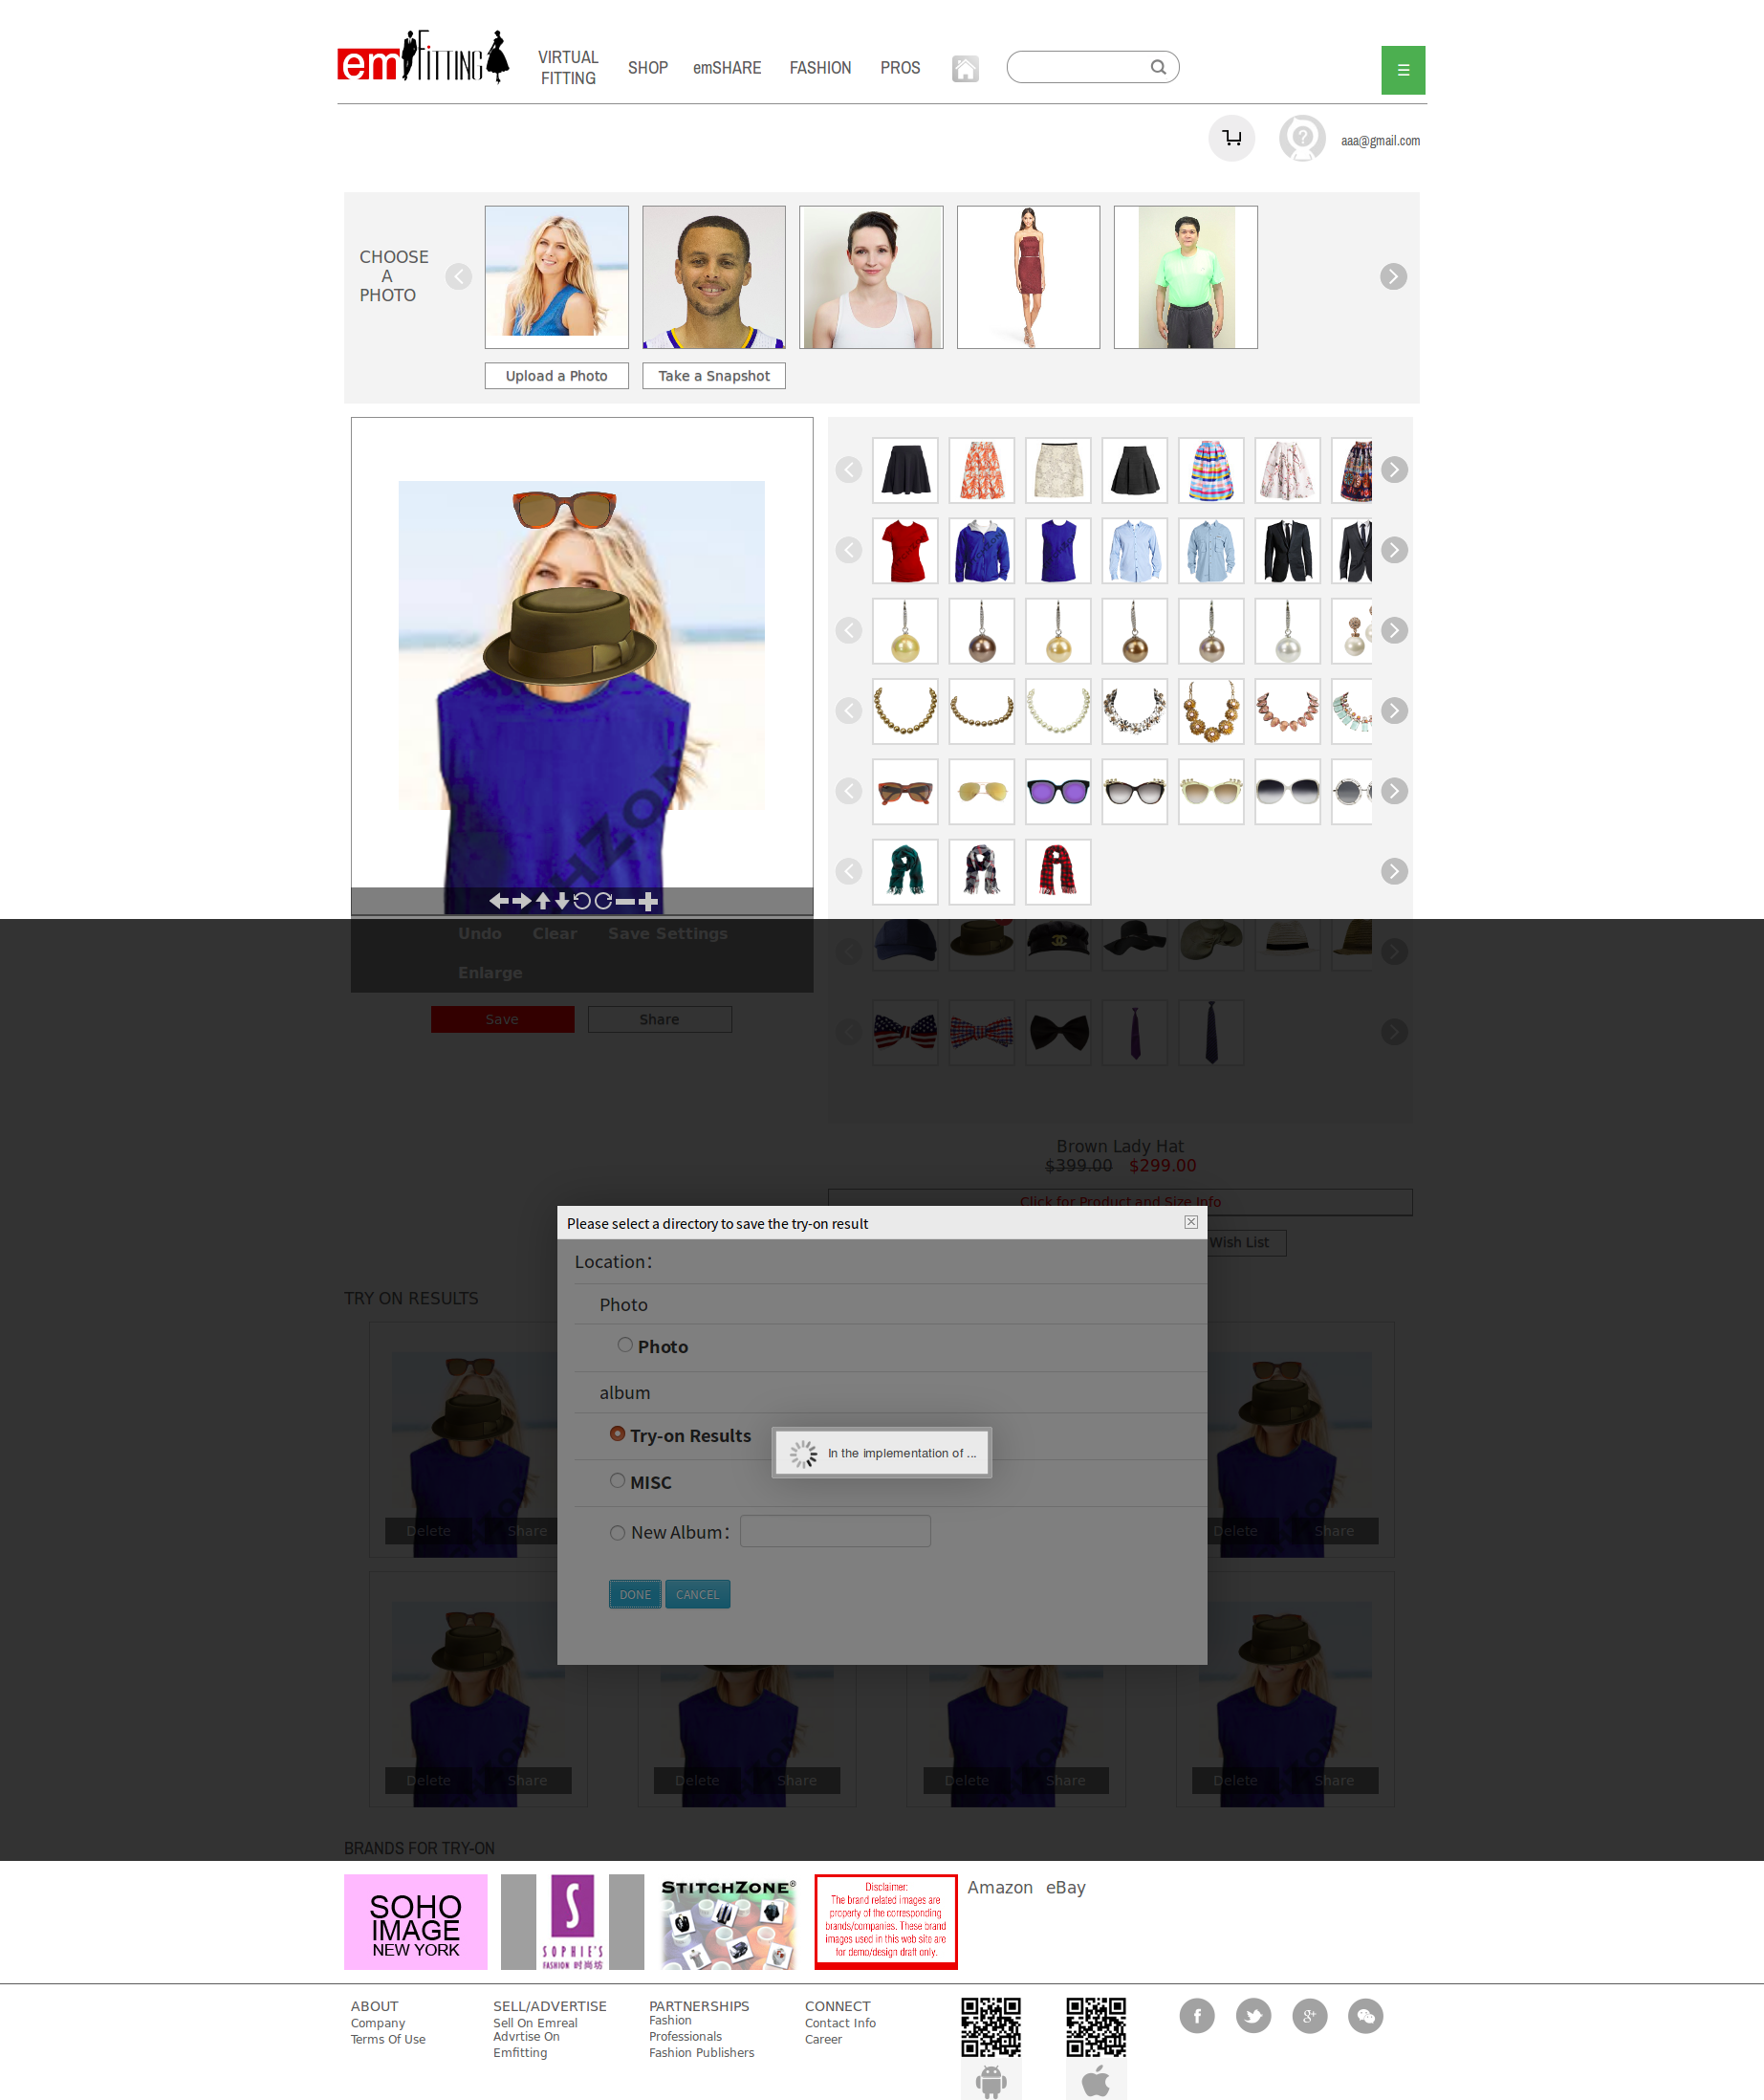 em FITTING
VIRTUAL
FITTING
SHOP
emSHARE
FASHION
PROS
aaa@gmail.com
CHOOSE
A
PHOTO
Upload a Photo
Take a Snapshot
HZON
Undo
Clear
Save Settings
Enlarge
Save
Share
Brown Lady Hat
$399.00 $299.00
Click for Product and Size Info
Wish List
Please select a directory to save the try-on result
Location:
Photo
Photo
album
Try-on Results
In the implementation of ...
MISC
New Album:
DONE
CANCEL
TRY ON RESULTS
Delete
Share
Delete
Share
Delete
Share
Delete
Share
Delete
Share
Delete
Share
BRANDS FOR TRY-ON
SOHO
IMAGE
NEW YORK
S
SOPHIE'S
FASHION 时尚坊
STITCHZONE®
Disclaimer:
The brand related images are
property of the corresponding
brands/companies. These brand
images used in this web site are
for demo/design draft only.
Amazon
eBay
ABOUT
Company
Terms Of Use
SELL/ADVERTISE
Sell On Emreal
Advrtise On
Emfitting
PARTNERSHIPS
Fashion
Professionals
Fashion Publishers
CONNECT
Contact Info
Career